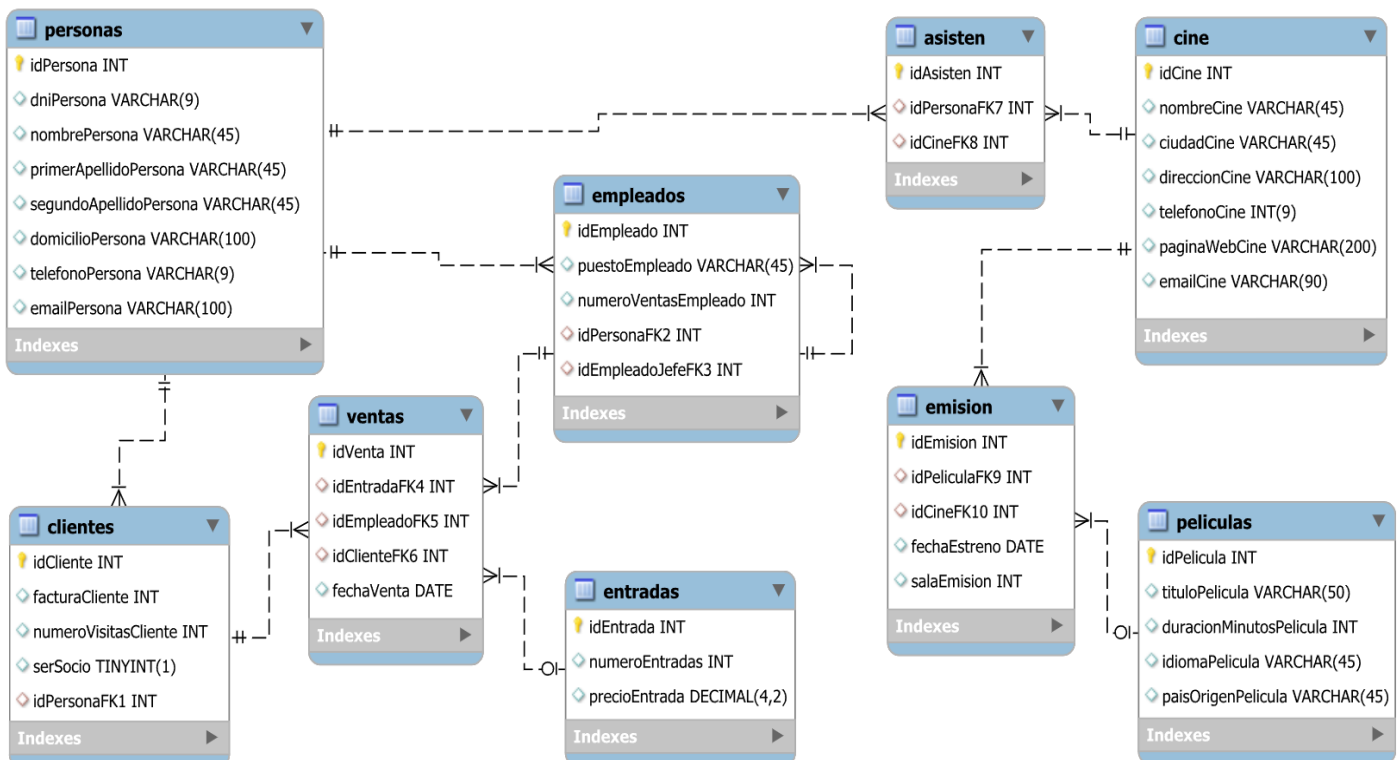 personas
idPersona INT
dniPersona VARCHAR(9)
nombrePersona VARCHAR(45)
primerApellidoPersona VARCHAR(45)
segundoApellidoPersona VARCHAR(45)
domicilioPersona VARCHAR(100)
telefonoPersona VARCHAR(9)
emailPersona VARCHAR(100)
Indexes
asisten
idAsisten INT
idPersonaFK7 INT
idCineFK8 INT
Indexes
cine
idCine INT
nombreCine VARCHAR(45)
ciudadCine VARCHAR(45)
direccionCine VARCHAR(100)
telefonoCine INT(9)
paginaWebCine VARCHAR(200)
emailCine VARCHAR(90)
Indexes
empleados
idEmpleado INT
puestoEmpleado VARCHAR(45)
numeroVentasEmpleado INT
idPersonaFK2 INT
idEmpleadoJefeFK3 INT
Indexes
ventas
idVenta INT
idEntradaFK4 INT
idEmpleadoFK5 INT
idClienteFK6 INT
fechaVenta DATE
Indexes
emision
idEmision INT
idPeliculaFK9 INT
idCineFK10 INT
fechaEstreno DATE
salaEmision INT
Indexes
clientes
idCliente INT
facturaCliente INT
numeroVisitasCliente INT
serSocio TINYINT(1)
idPersonaFK1 INT
Indexes
entradas
idEntrada INT
numeroEntradas INT
precioEntrada DECIMAL(4,2)
Indexes
peliculas
idPelicula INT
tituloPelicula VARCHAR(50)
duracionMinutosPelicula INT
idiomaPelicula VARCHAR(45)
paisOrigenPelicula VARCHAR(45)
Indexes